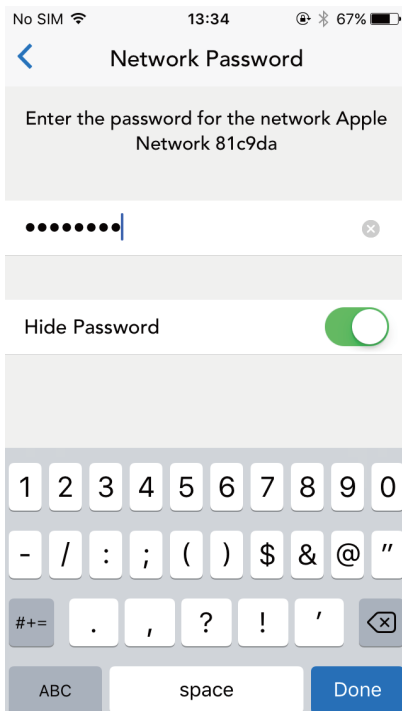 No SIM 13:34 67%
Network Password
Enter the password for the network Apple
Network 81c9da
••••••••
Hide Password
1 2 3 4 5 6 7 8 9 0
- / : ; ( ) $ & @ "
#+= . , ? ! '
ABC space Done